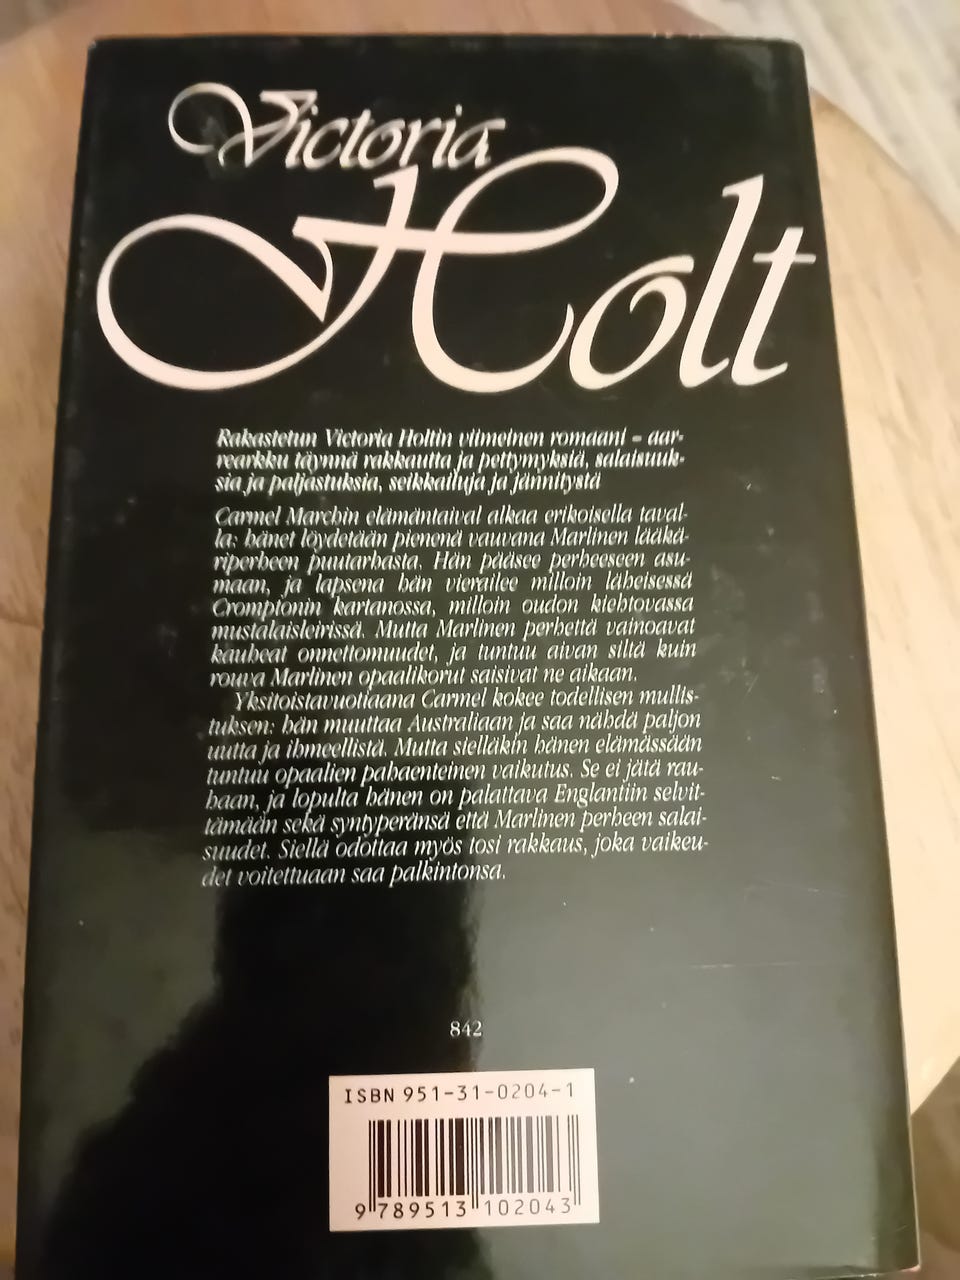 Victoria
Holt
Rakastetun Victoria Holtin viimeinen romaani – aar-
rearkku täynnä rakkautta ja pettymyksiä, salaisuuk-
sia ja paljastuksia, seikkailuja ja jännitystä
Carmel Marchin elämäntaival alkaa erikoisella taval-
la: hänet löydetään pienenä vauvana Marlinen lääkä-
riperheen puutarhasta. Hän pääsee perheeseen asu-
maan, ja lapsena hän vierailee milloin läheisessä
Cromptonin kartanossa, milloin oudon kiehtovassa
mustalaisleirissä. Mutta Marlinen perhettä vainoavat
kauheat onnettomuudet, ja tuntuu aivan siltä kuin
rouva Marlinen opaalikorut saisivat ne aikaan.
Yksitoistavuotiaana Carmel kokee todellisen mullis-
tuksen: hän muuttaa Australiaan ja saa nähdä paljon
uutta ja ihmeellistä. Mutta sielläkin hänen elämässään
tuntuu opaalien pahaenteinen vaikutus. Se ei jätä rau-
haan, ja lopulta hänen on palattava Englantiin selvit-
tämään sekä syntyperänsä että Marlinen perheen salai-
suudet. Siellä odottaa myös tosi rakkaus, joka vaikeu-
det voitettuaan saa palkintonsa.
842
ISBN 951-31-0204-1
9 789513 102043